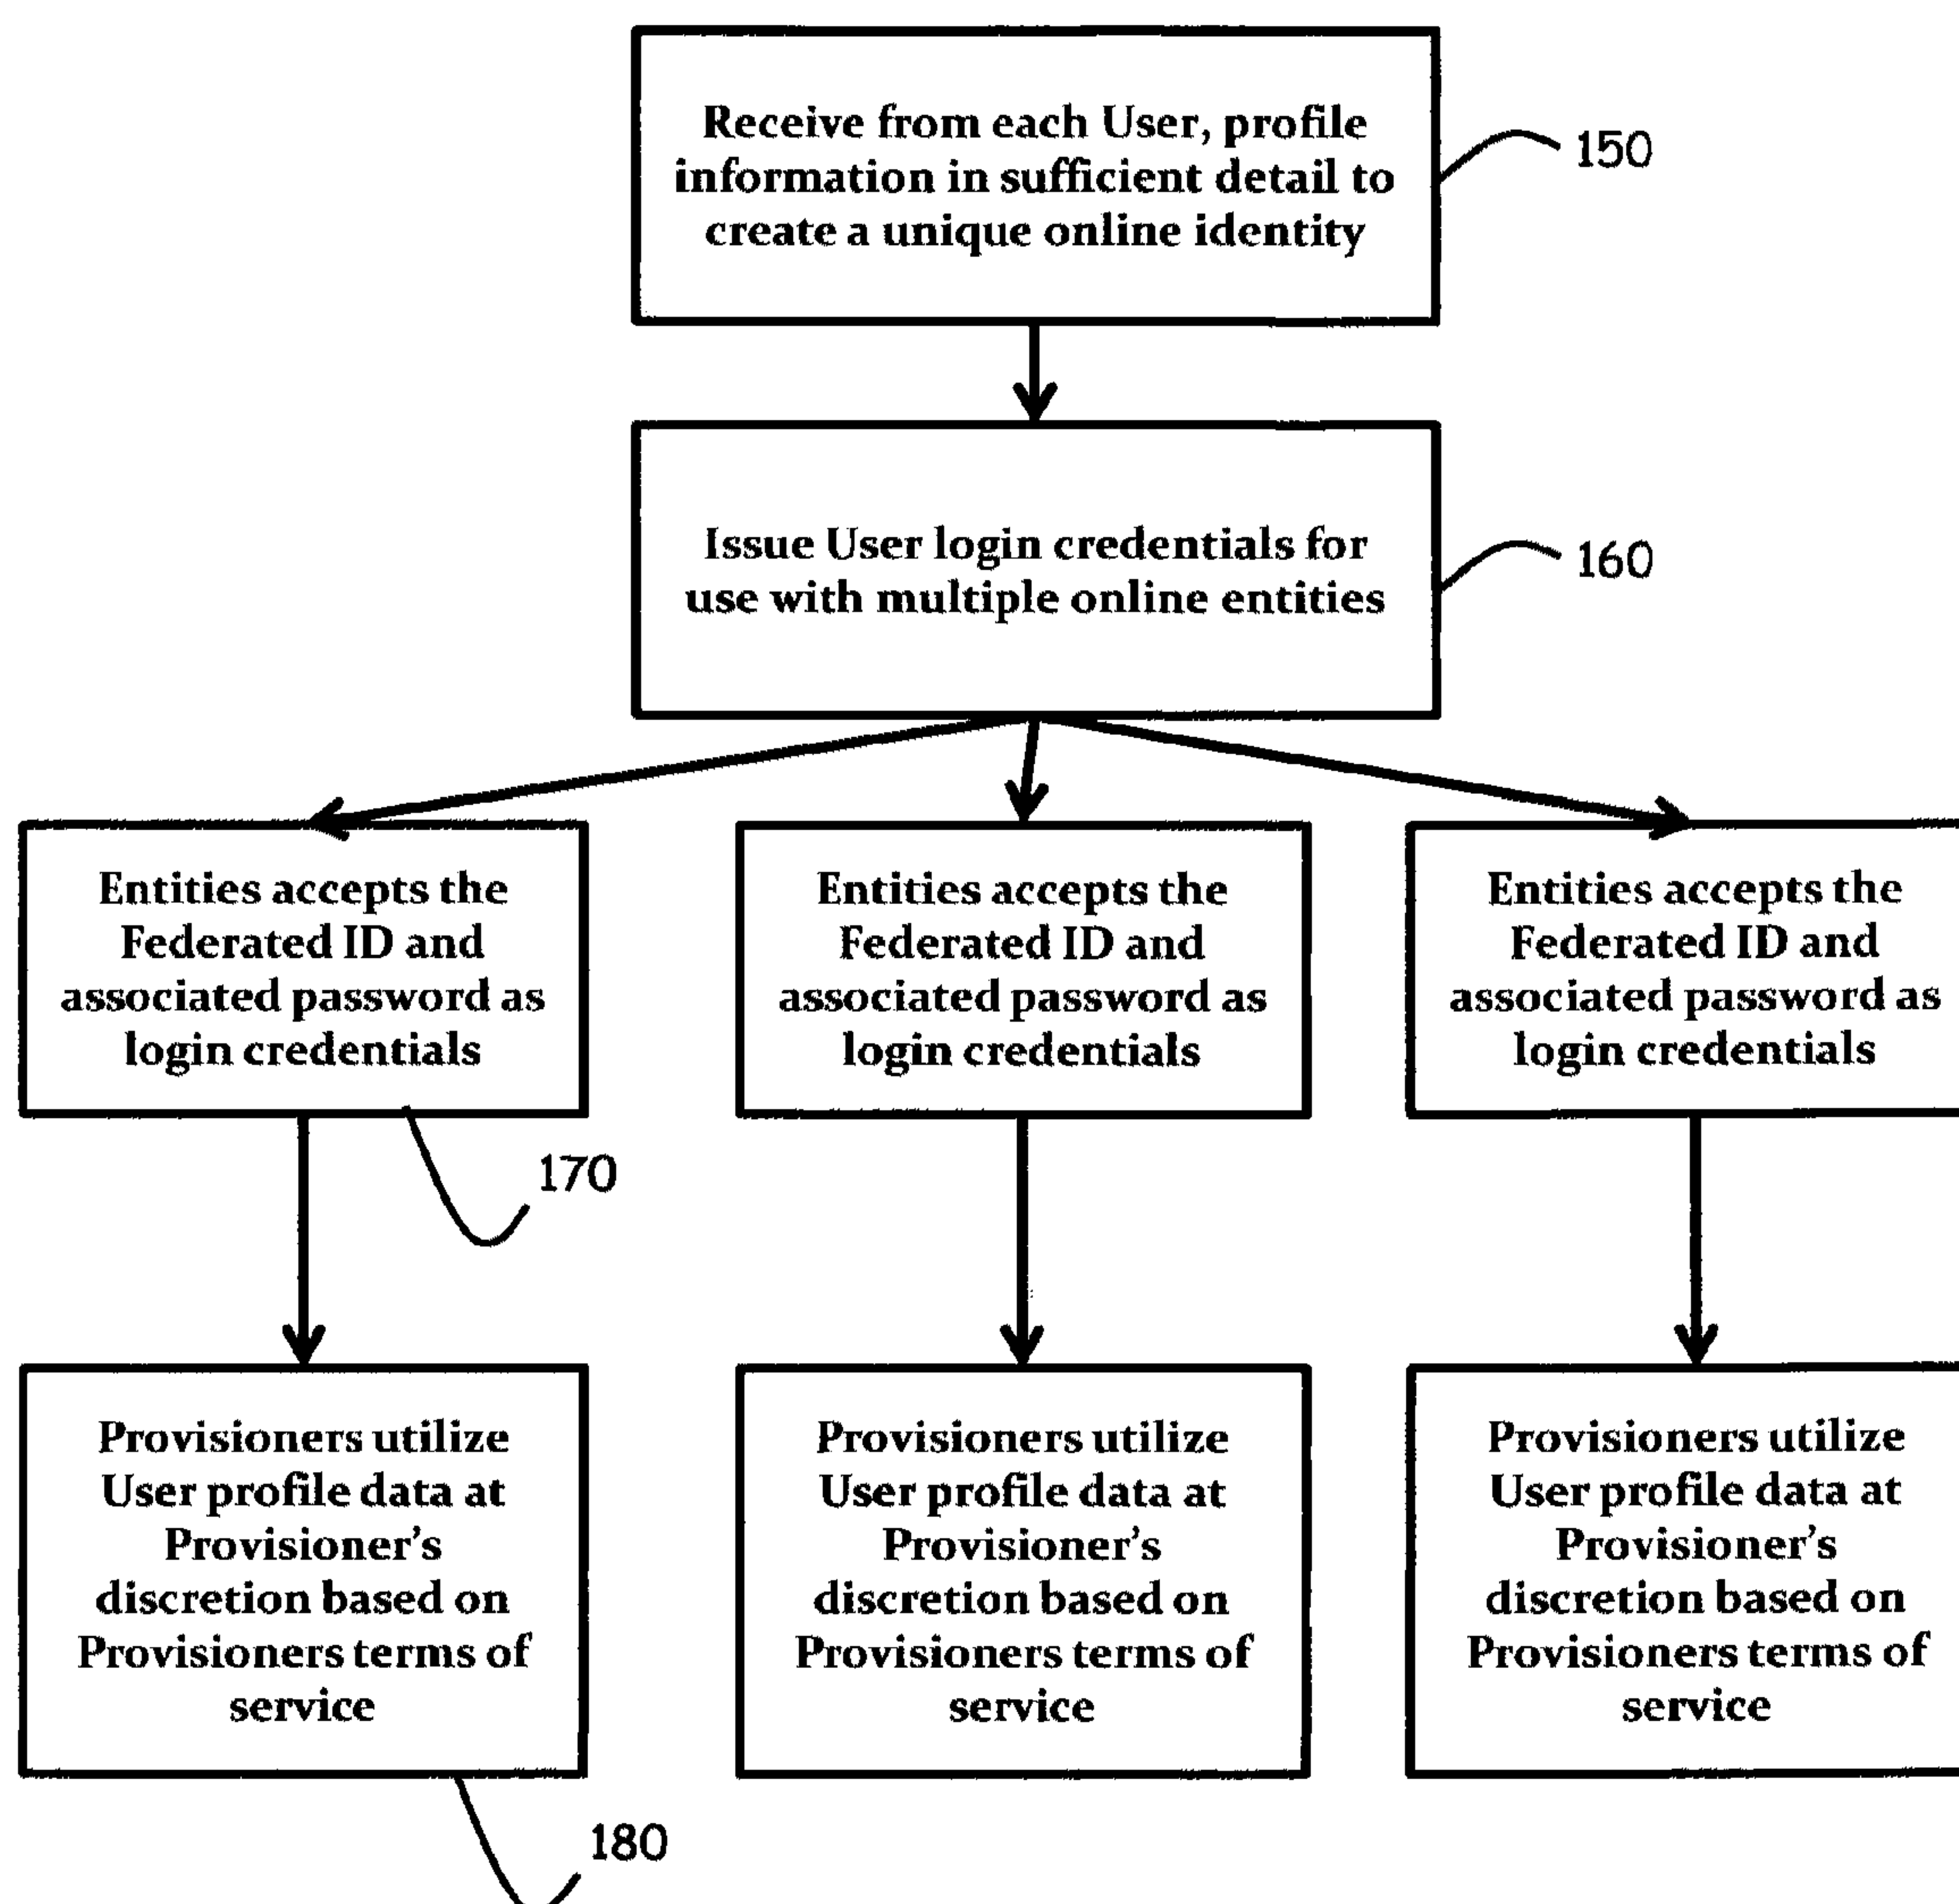 Receive from each User, profile
information in sufficient detail to
create a unique online identity
150
Issue User login credentials for
use with multiple online entities
160
Entities accepts the
Federated ID and
associated password as
login credentials
Entities accepts the
Federated ID and
associated password as
login credentials
Entities accepts the
Federated ID and
associated password as
login credentials
170
Provisioners utilize
User profile data at
Provisioner's
discretion based on
Provisioners terms of
service
Provisioners utilize
User profile data at
Provisioner's
discretion based on
Provisioners terms of
service
Provisioners utilize
User profile data at
Provisioner's
discretion based on
Provisioners terms of
service
180